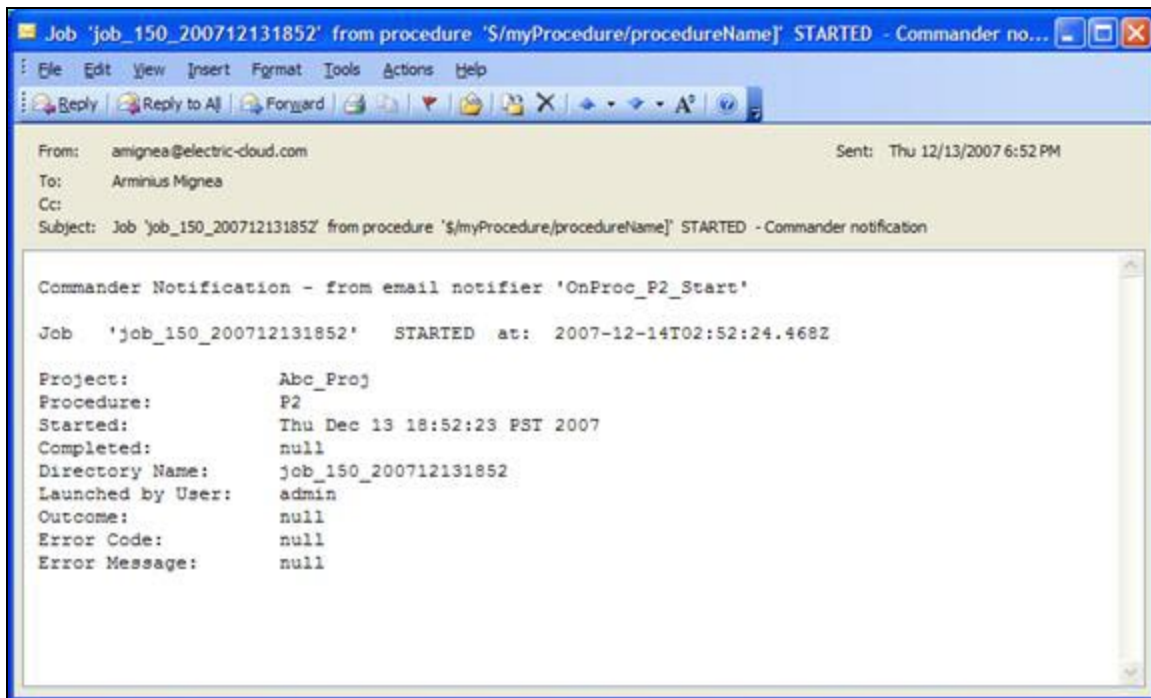 Job 'job_150_200712131852' from procedure '$/myProcedure/procedureName]' STARTED - Commander no...
File Edit View Insert Format Tools Actions Help
Reply Reply to All Forward
From: amignea@electric-cloud.com Sent: Thu 12/13/2007 6:52 PM
To: Arminius Mignea
Cc:
Subject: Job 'job_150_200712131852' from procedure '$/myProcedure/procedureName]' STARTED - Commander notification
Commander Notification - from email notifier 'OnProc_P2_Start'
Job 'job_150_200712131852' STARTED at: 2007-12-14T02:52:24.468Z
Project: Abc_Proj
Procedure: P2
Started: Thu Dec 13 18:52:23 PST 2007
Completed: null
Directory Name: job_150_200712131852
Launched by User: admin
Outcome: null
Error Code: null
Error Message: null